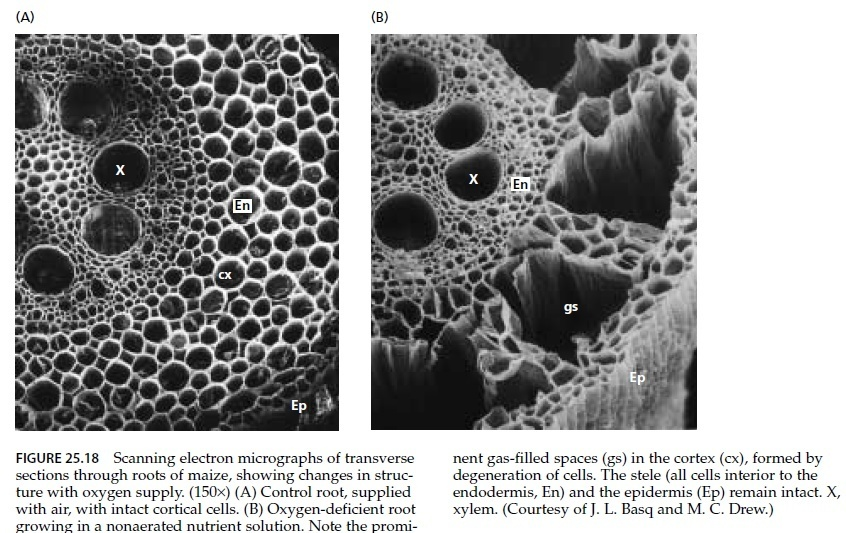 (A)
(B)
X
En
cx
Ep
X
En
gs
Ep
FIGURE 25.18 Scanning electron micrographs of transverse
sections through roots of maize, showing changes in struc-
ture with oxygen supply. (150×) (A) Control root, supplied
with air, with intact cortical cells. (B) Oxygen-deficient root
growing in a nonaerated nutrient solution. Note the promi-
nent gas-filled spaces (gs) in the cortex (cx), formed by
degeneration of cells. The stele (all cells interior to the
endodermis, En) and the epidermis (Ep) remain intact. X,
xylem. (Courtesy of J. L. Basq and M. C. Drew.)